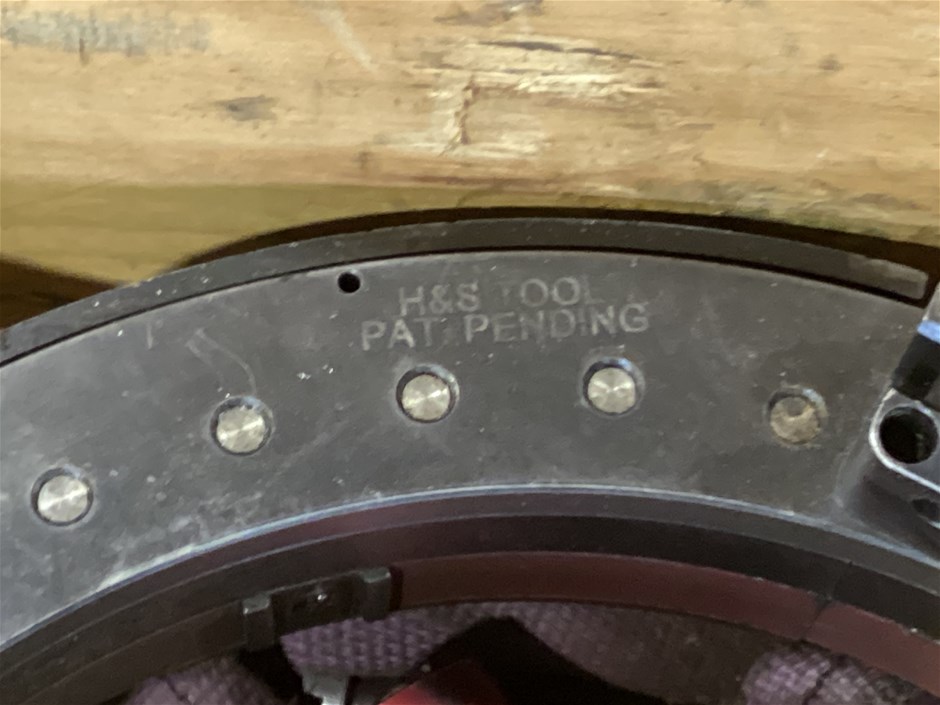 H&S TOOL
PAT. PENDING